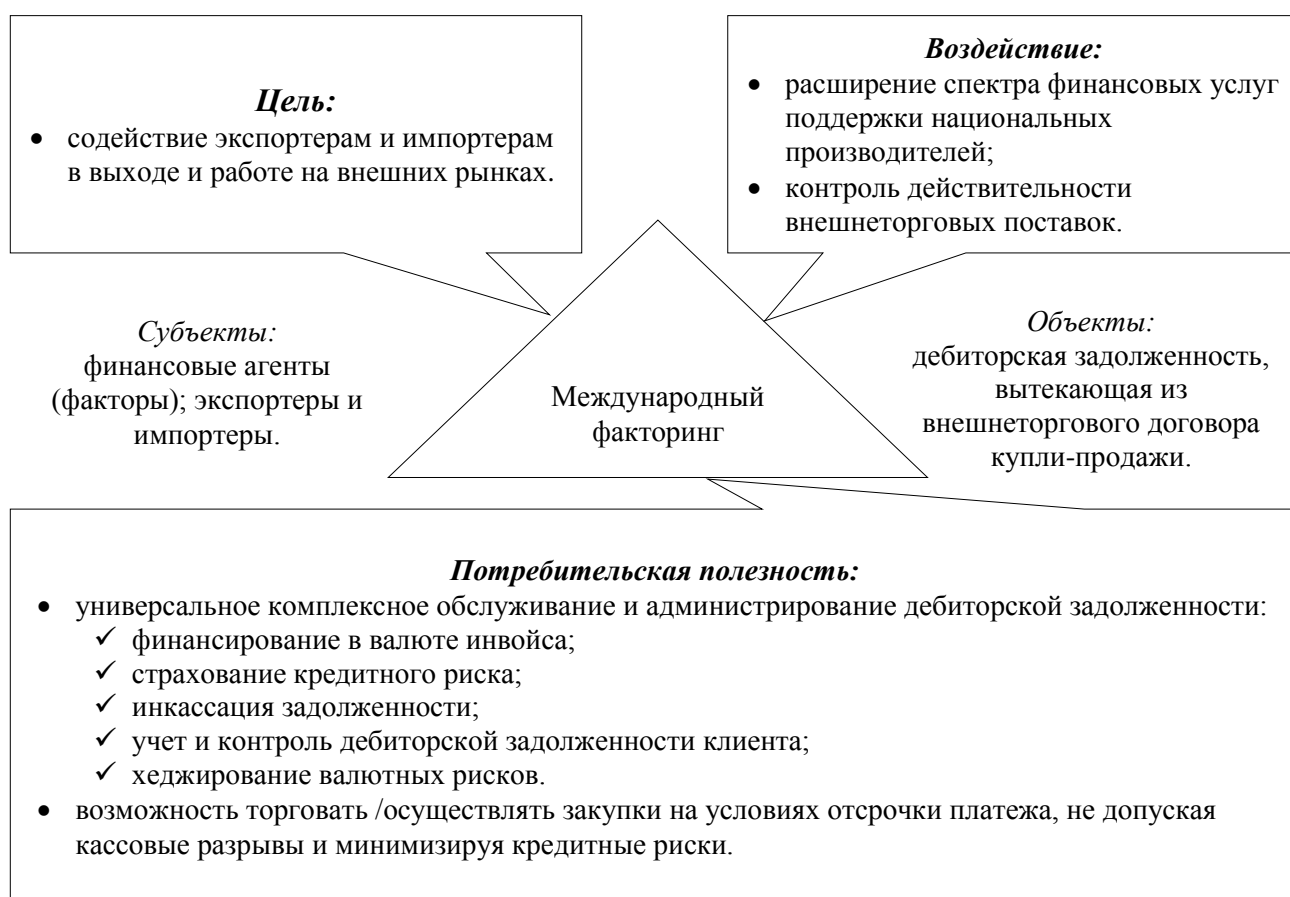 Цель:
• содействие экспортерам и импортерам
в выходе и работе на внешних рынках.
Воздействие:
• расширение спектра финансовых услуг
поддержки национальных
производителей;
• контроль действительности
внешнеторговых поставок.
Субъекты:
финансовые агенты
(факторы); экспортеры и
импортеры.
Международный
факторинг
Объекты:
дебиторская задолженность,
вытекающая из
внешнеторгового договора
купли-продажи.
Потребительская полезность:
• универсальное комплексное обслуживание и администрирование дебиторской задолженности:
✓ финансирование в валюте инвойса;
✓ страхование кредитного риска;
✓ инкассация задолженности;
✓ учет и контроль дебиторской задолженности клиента;
✓ хеджирование валютных рисков.
• возможность торговать /осуществлять закупки на условиях отсрочки платежа, не допуская
кассовые разрывы и минимизируя кредитные риски.